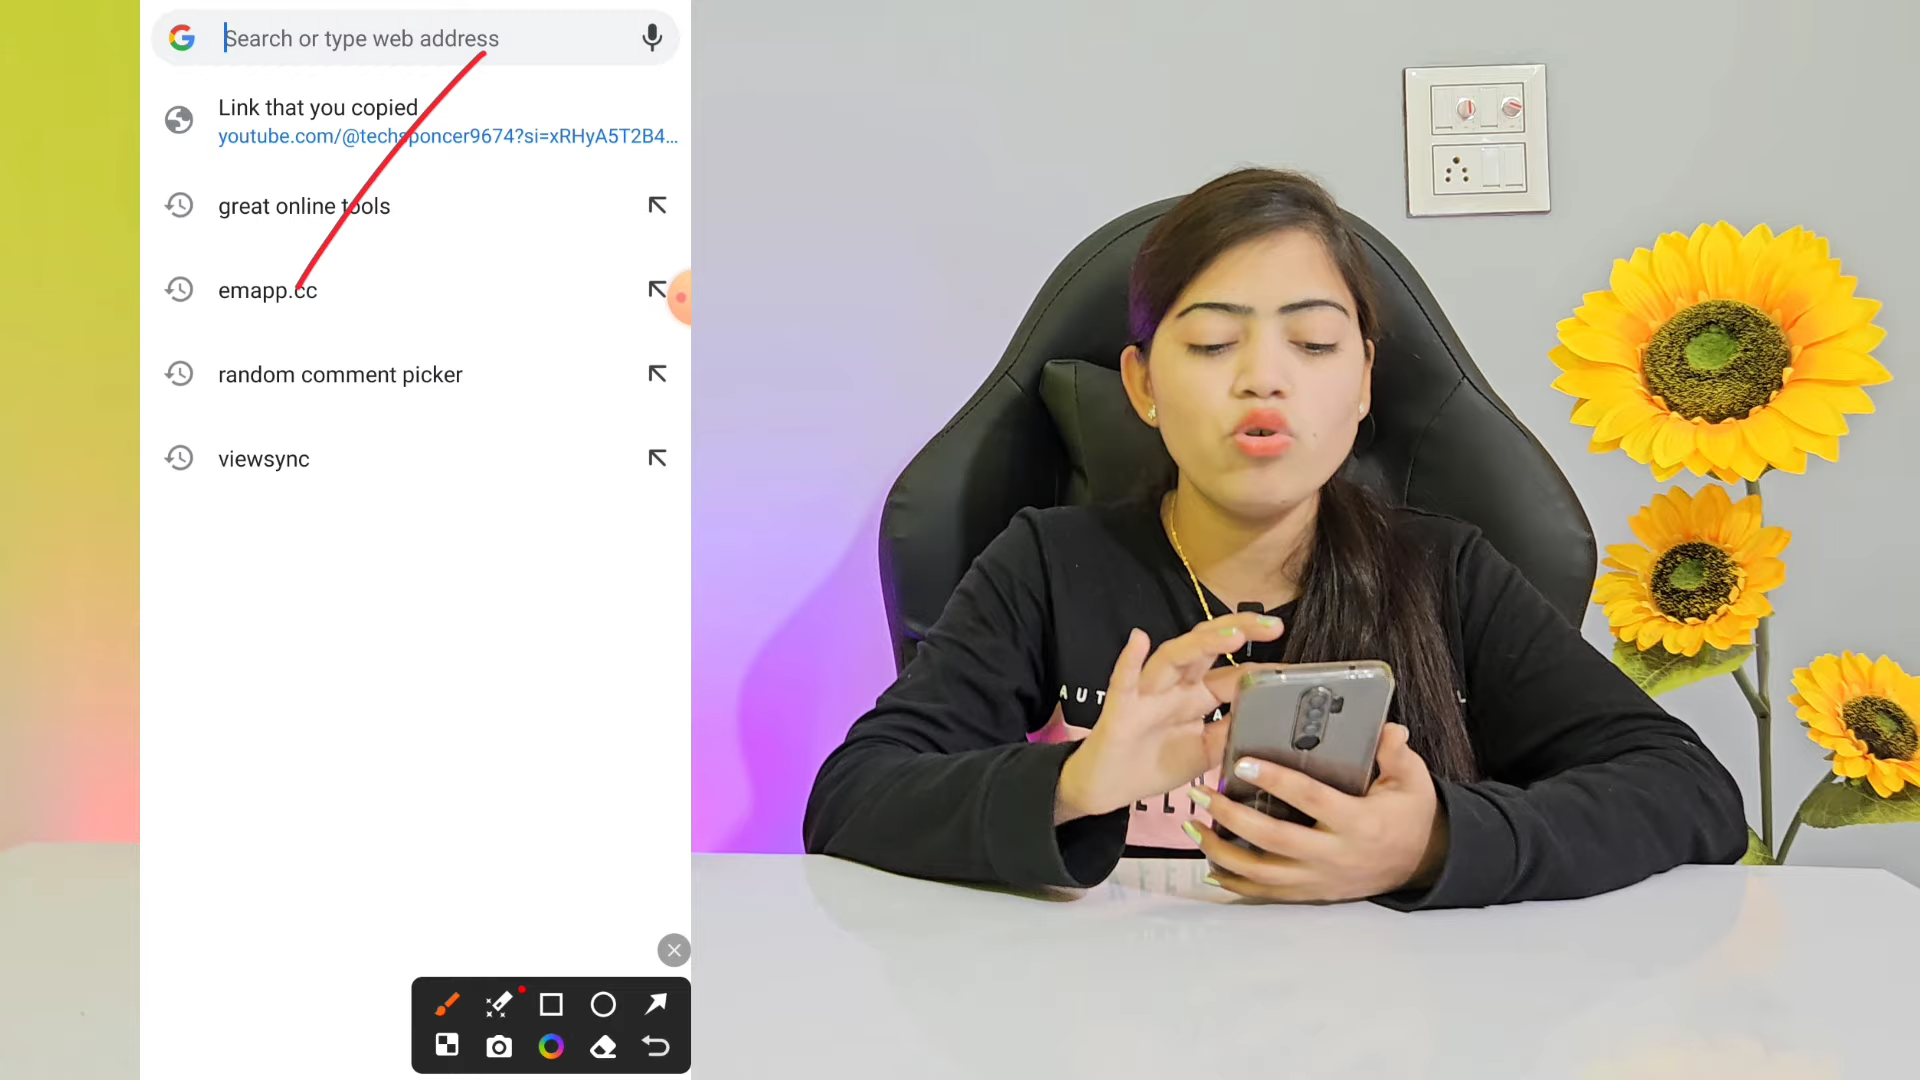 Search or type web address
Link that you copied
youtube.com/@techsponcer9674?si=xRHyA5T2B4...
great online tools
emapp.cc
random comment picker
viewsync
AUT